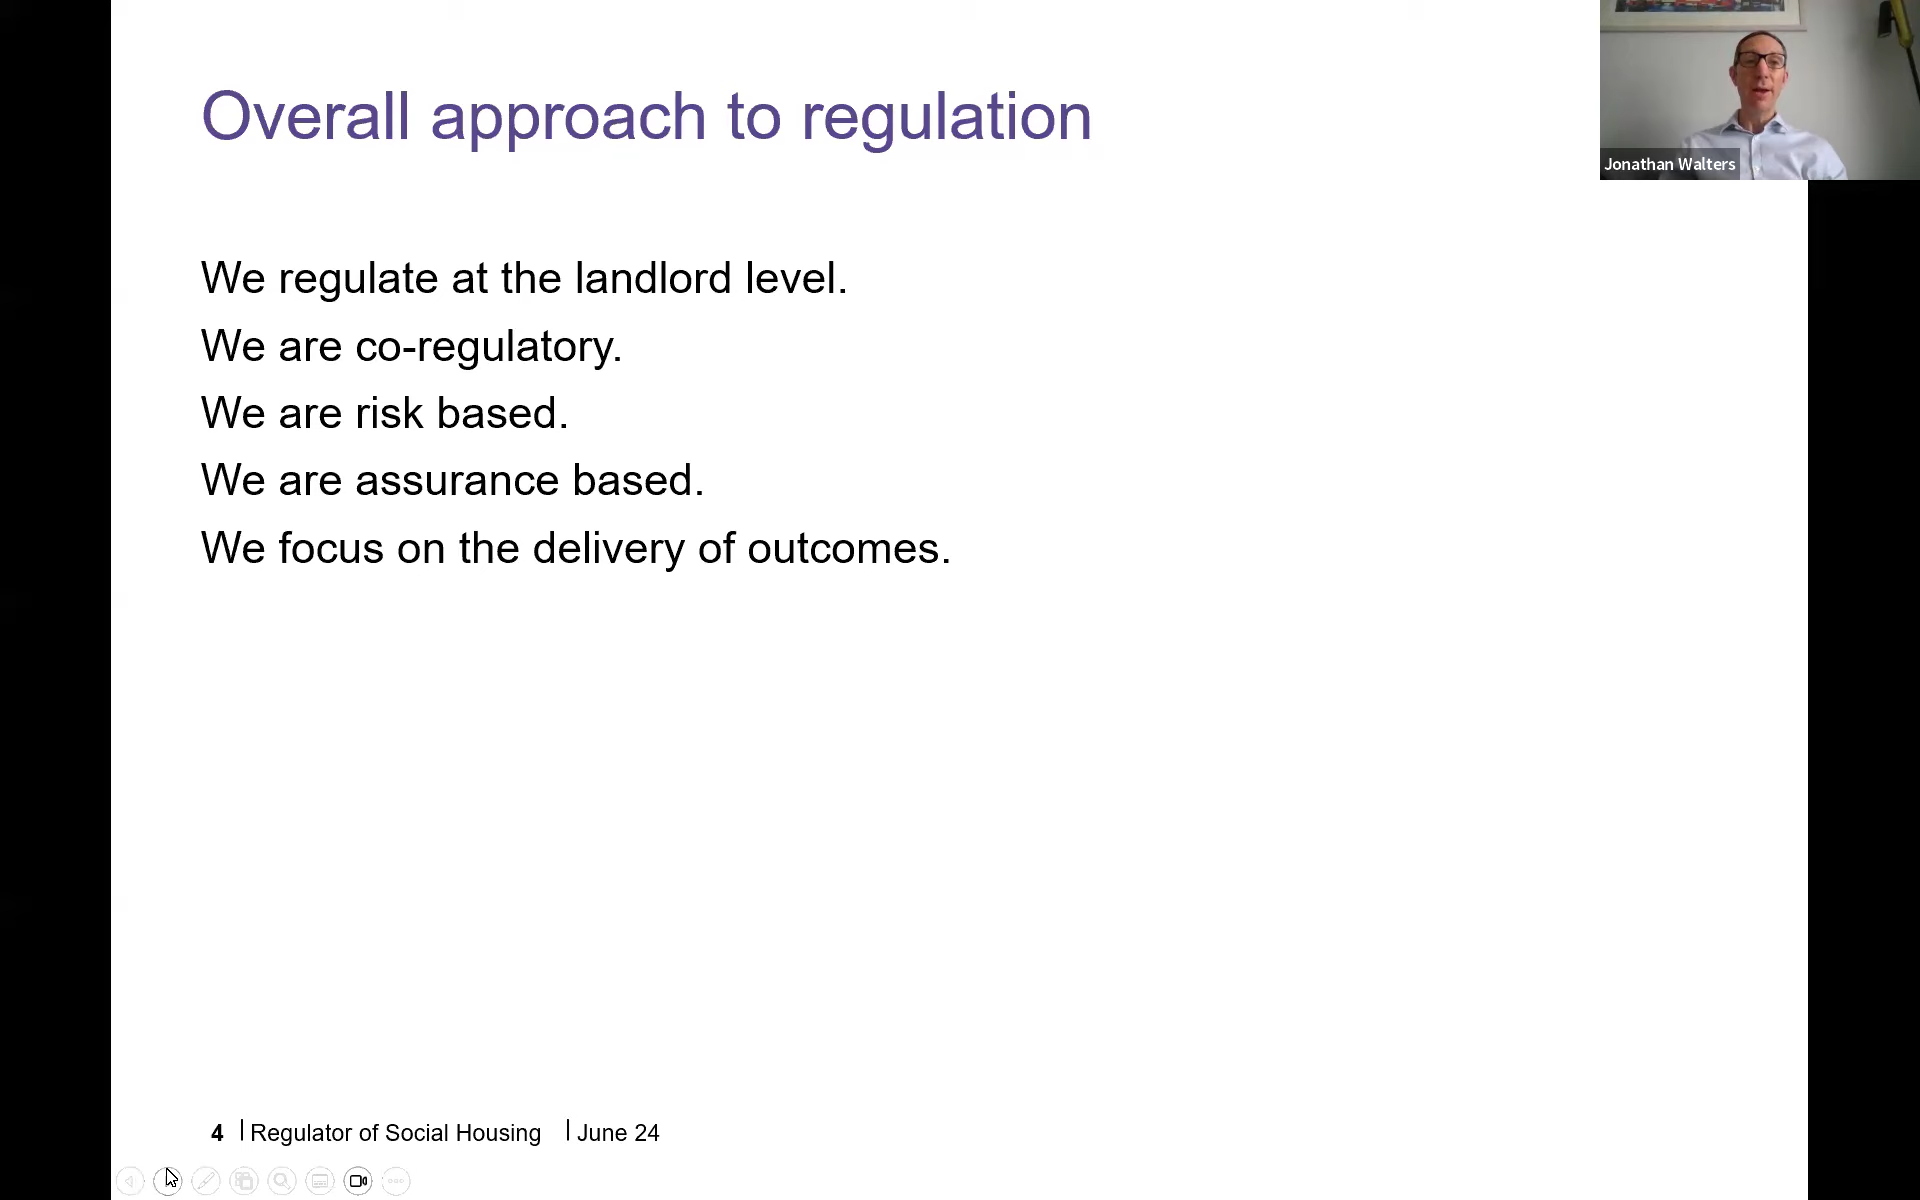 Overall approach to regulation
Jonathan Walters
We regulate at the landlord level.
We are co-regulatory.
We are risk based.
We are assurance based.
We focus on the delivery of outcomes.
4 | Regulator of Social Housing | June 24